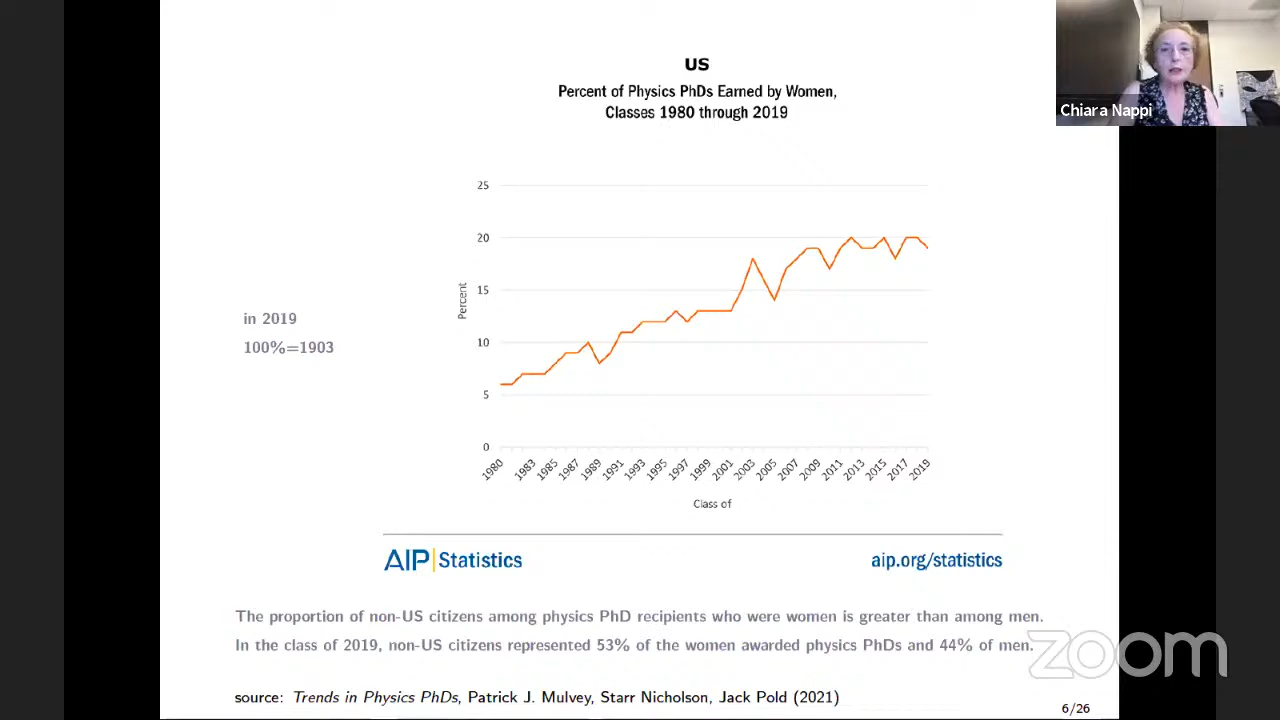 US
Percent of Physics PhDs Earned by Women,
Classes 1980 through 2019
Chiara Nappi
25
20
15
10
5
0
Percent
in 2019
100%=1903
1980
1983
1985
1987
1989
1991
1993
1995
1997
1999
2001
2003
2005
2007
2009
2011
2013
2015
2017
2019
Class of
AIP Statistics
aip.org/statistics
The proportion of non-US citizens among physics PhD recipients who were women is greater than among men.
In the class of 2019, non-US citizens represented 53% of the women awarded physics PhDs and 44% of men.
zoom
source: Trends in Physics PhDs, Patrick J. Mulvey, Starr Nicholson, Jack Pold (2021)
6/26